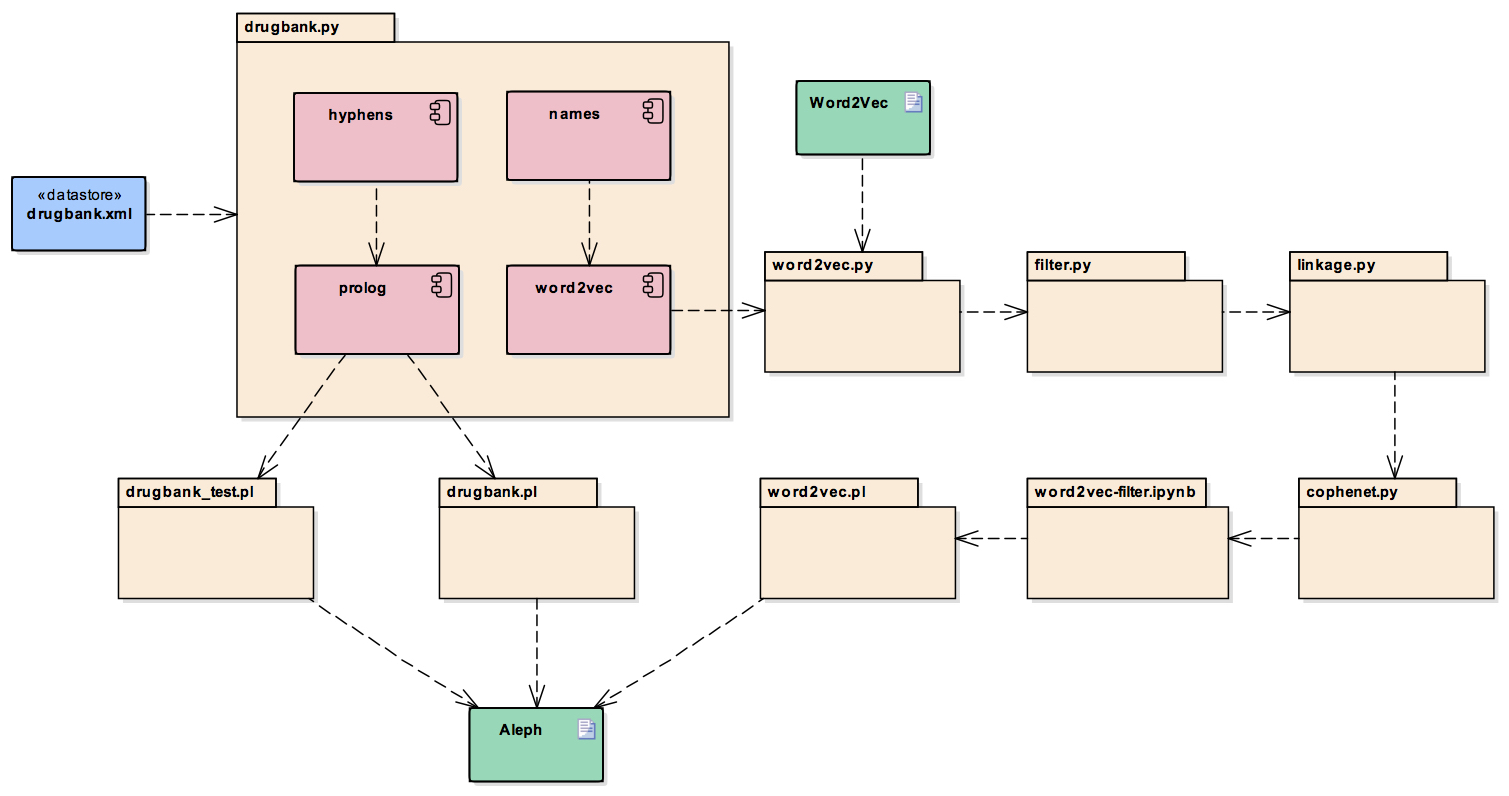 drugbank.py
hyphens
names
Word2Vec
«datastore»
drugbank.xml
prolog
word2vec
word2vec.py
filter.py
linkage.py
drugbank_test.pl
drugbank.pl
word2vec.pl
word2vec-filter.ipynb
cophenet.py
Aleph